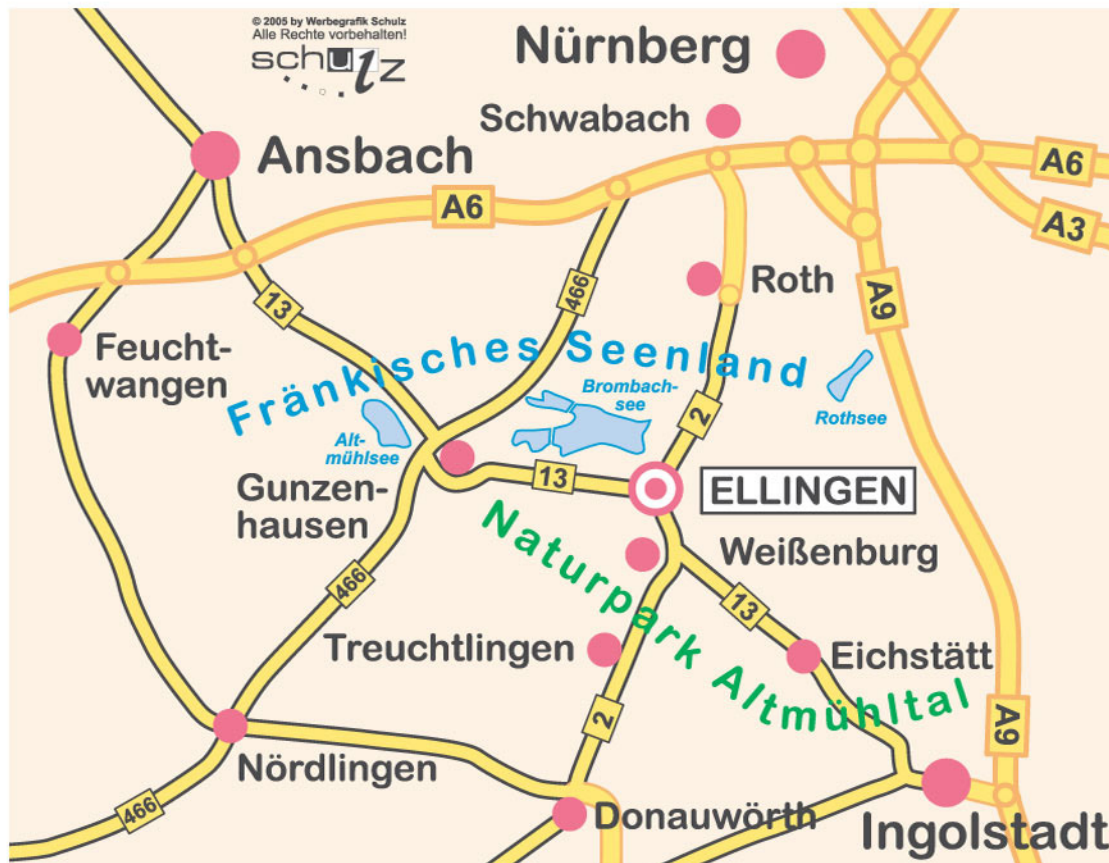 © 2005 by Werbegrafik Schulz
Alle Rechte vorbehalten!
schulz
Nürnberg
Schwabach
Ansbach
A6
A6
A3
466
13
Roth
A9
Feucht-
wangen
Fränkisches Seenland
Brombach-
see
Rothsee
2
Alt-
mühlsee
Gunzen-
hausen
13
ELLINGEN
Naturpark Altmühltal
Weißenburg
466
13
Treuchtlingen
Eichstätt
2
A9
Nördlingen
466
Donauwörth
Ingolstadt